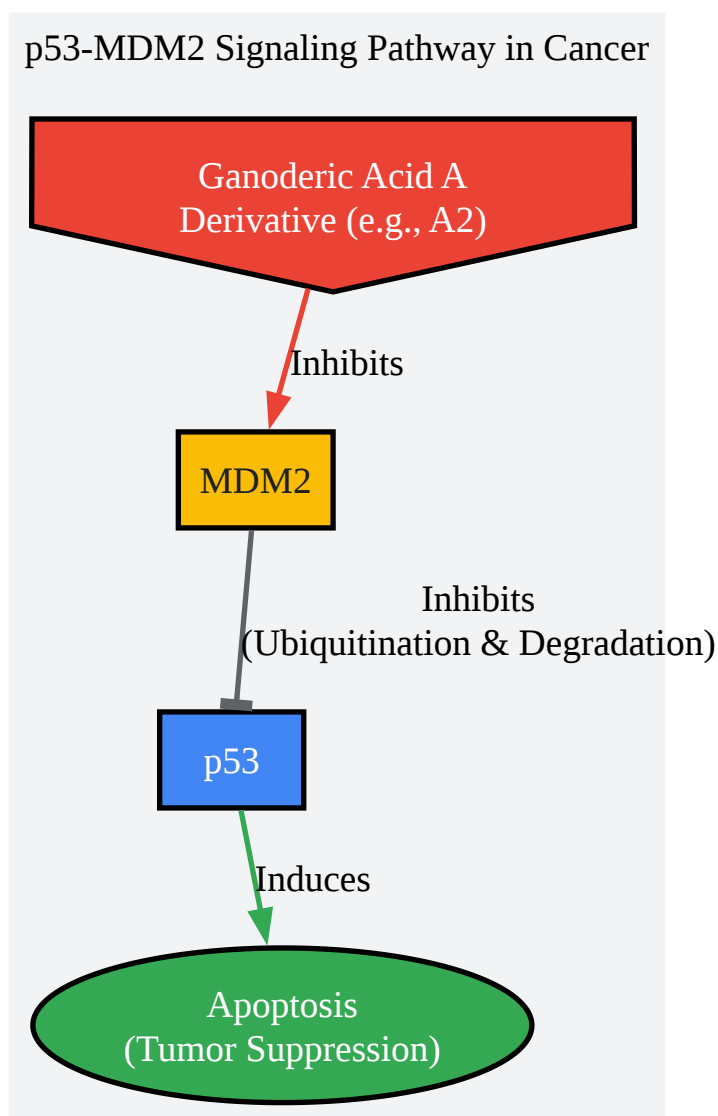 p53-MDM2 Signaling Pathway in Cancer
Ganoderic Acid A
Derivative (e.g., A2)
Inhibits
MDM2
Inhibits
(Ubiquitination & Degradation)
p53
Induces
Apoptosis
(Tumor Suppression)